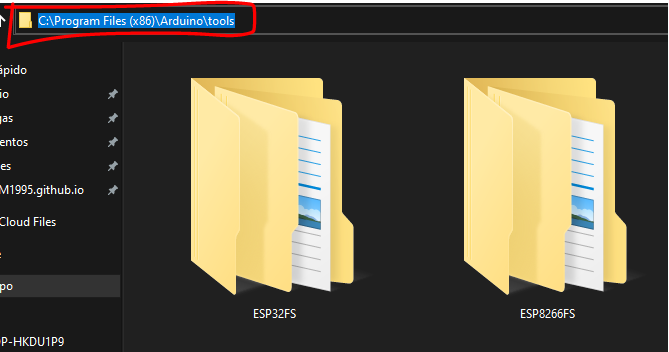 C:\Program Files (x86)\Arduino\tools
ápido
io
gas
entos
es
M1995.github.io
Cloud Files
po
OP-HKDU1P9
ESP32FS
ESP8266FS